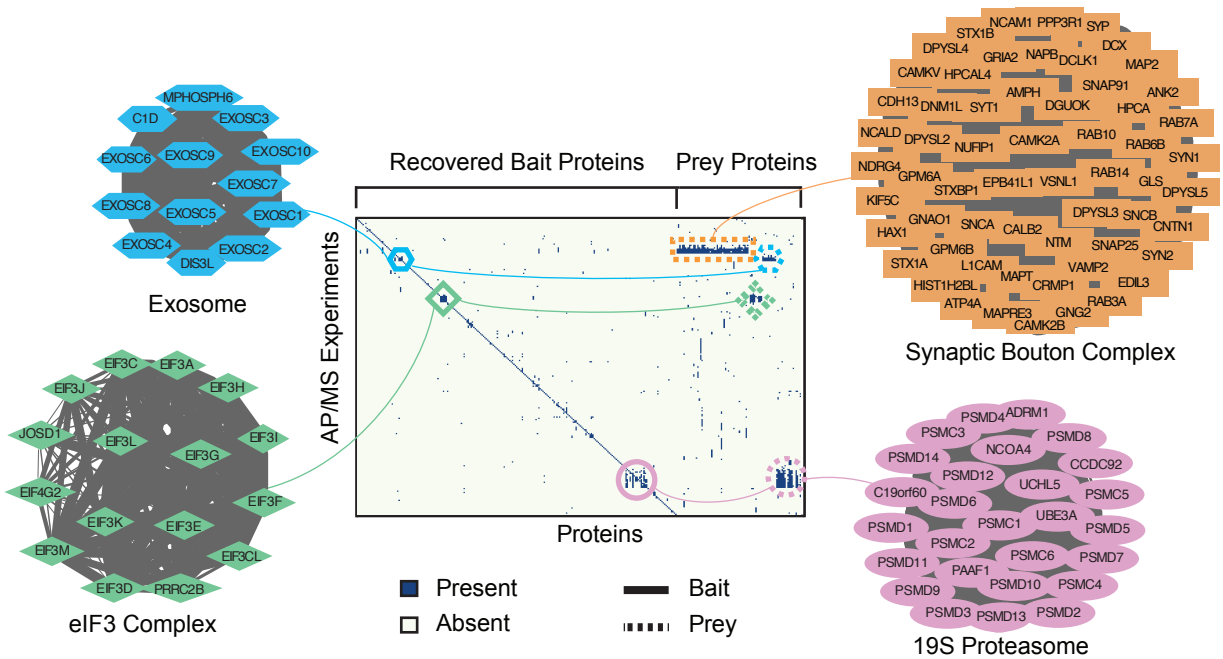 MPHOSPH6
C1D
EXOSC3
EXOSC6
EXOSC9
EXOSC10
EXOSC7
EXOSC8
EXOSC5
EXOSC1
EXOSC4
EXOSC2
DIS3L
Exosome
EIF3C
EIF3A
EIF3J
EIF3H
JOSD1
EIF3L
EIF3I
EIF3G
EIF4G2
EIF3F
EIF3K
EIF3E
EIF3M
EIF3CL
EIF3D
PRRC2B
eIF3 Complex
Recovered Bait Proteins
Prey Proteins
AP/MS Experiments
Proteins
Present
Bait
Absent
Prey
NCAM1
PPP3R1
SYP
STX1B
DPYSL4
GRIA2
NAPB
DCLK1
DCX
MAP2
CAMKV
HPCAL4
SNAP91
ANK2
AMPH
CDH13
DNM1L
SYT1
DGUOK
HPCA
RAB7A
NCALD
DPYSL2
NUFIP1
CAMK2A
RAB10
RAB6B
SYN1
NDRG4
GPM6A
STXBP1
EPB41L1
VSNL1
RAB14
GLS
DPYSL5
KIF5C
GNAO1
SNCA
CALB2
DPYSL3
SNCB
CNTN1
HAX1
GPM6B
NTM
SNAP25
SYN2
STX1A
L1CAM
MAPT
VAMP2
HIST1H2BL
CRMP1
EDIL3
ATP4A
MAPRE3
GNG2
RAB3A
CAMK2B
Synaptic Bouton Complex
PSMD4
ADRM1
PSMC3
PSMD8
PSMD14
NCOA4
CCDC92
PSMD12
UCHL5
C19orf60
PSMD6
PSMC5
PSMD1
PSMC1
UBE3A
PSMD5
PSMC2
PSMC6
PSMD7
PSMD11
PAAF1
PSMD10
PSMC4
PSMD9
PSMD3
PSMD13
PSMD2
19S Proteasome